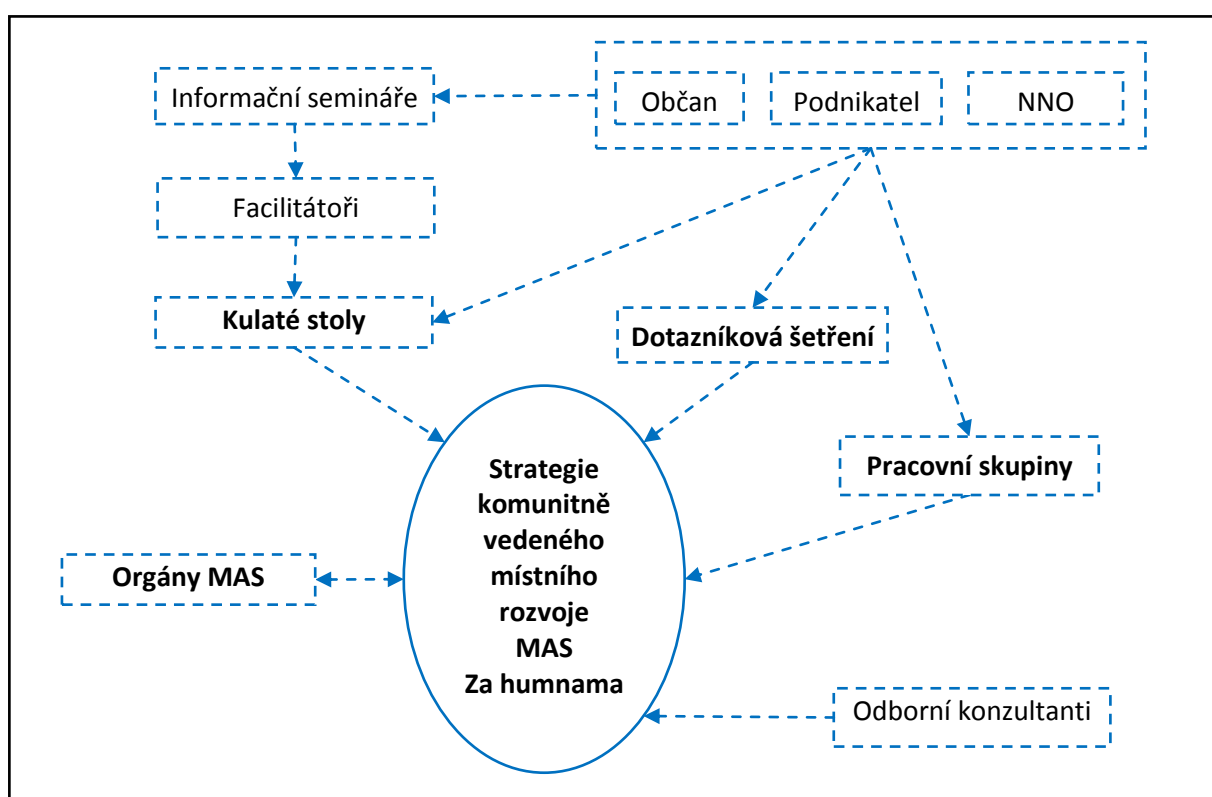 Informační semináře
Občan
Podnikatel
NNO
Facilitátoři
Kulaté stoly
Dotazníková šetření
Pracovní skupiny
Strategie
komunitně
vedeného
místního
rozvoje
MAS
Za humnama
Orgány MAS
Odborní konzultanti